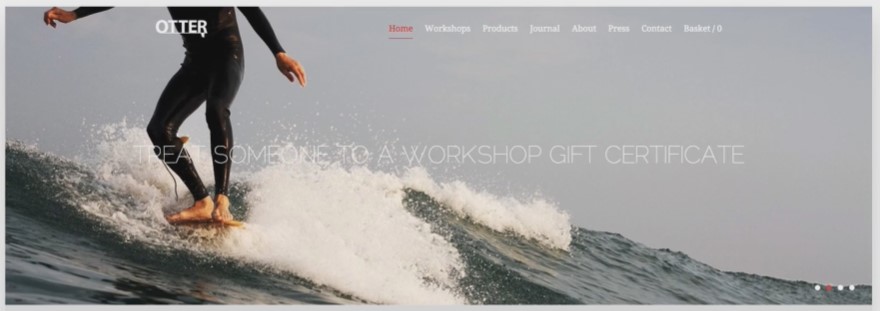 OTTER
Home Workshops Products Journal About Press Contact Basket / 0
TREAT SOMEONE TO A WORKSHOP GIFT CERTIFICATE